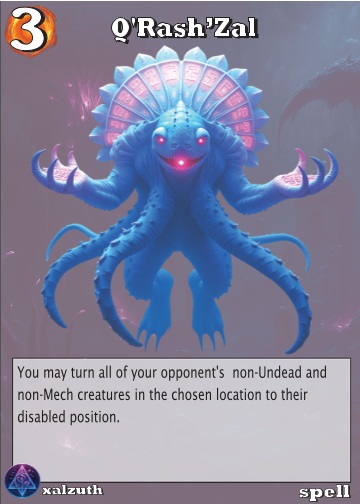 3
Q'Rash’Zal
You may turn all of your opponent's  non-Undead and
non-Mech creatures in the chosen location to their
disabled position.
xalzuth
spell